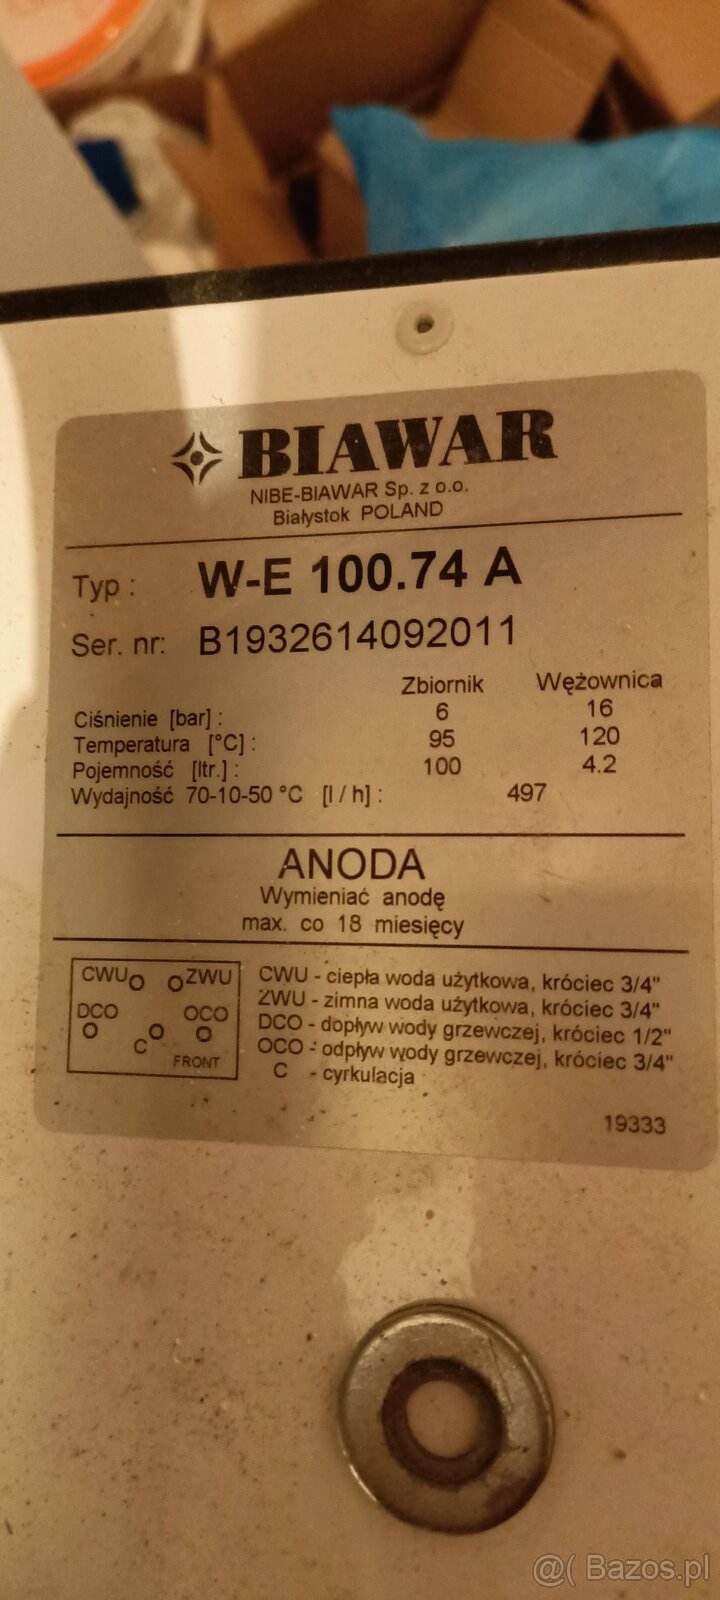 BIAWAR
NIBE-BIAWAR Sp. z o.o.
Białystok POLAND
Typ : W-E 100.74 A
Ser. nr: B1932614092011
Zbiornik Wężownica
Ciśnienie [bar] : 6 16
Temperatura [°C] : 95 120
Pojemność [ltr.] : 100 4.2
Wydajność 70-10-50 °C [l / h] : 497
ANODA
Wymieniać anodę
max. co 18 miesięcy
CWU ZWU
DCO OCO
C
FRONT
CWU - ciepła woda użytkowa, króciec 3/4"
ZWU - zimna woda użytkowa, króciec 3/4"
DCO - dopływ wody grzewczej, króciec 1/2"
OCO - odpływ wody grzewczej, króciec 3/4"
C - cyrkulacja
19333
@( Bazos.pl